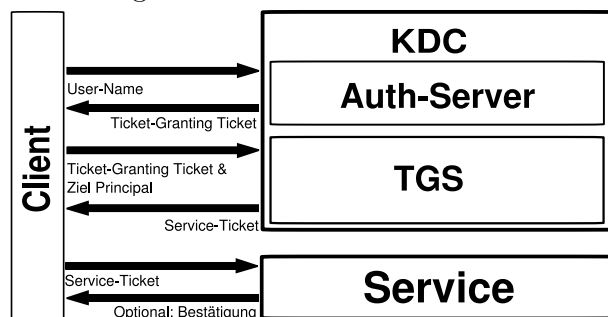 KDC
Client
User-Name
Auth-Server
Ticket-Granting Ticket
Ticket-Granting Ticket &
Ziel Principal
TGS
Service-Ticket
Service-Ticket
Service
Optional: Bestätigung